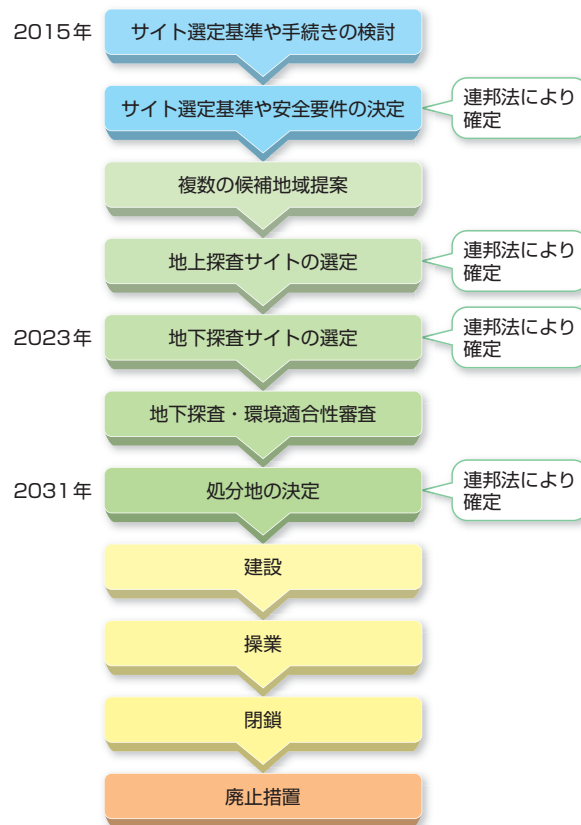 2015年
サイト選定基準や手続きの検討
サイト選定基準や安全要件の決定
連邦法により
確定
複数の候補地域提案
地上探査サイトの選定
連邦法により
確定
2023年
地下探査サイトの選定
連邦法により
確定
地下探査・環境適合性審査
2031年
処分地の決定
連邦法により
確定
建設
操業
閉鎖
廃止措置